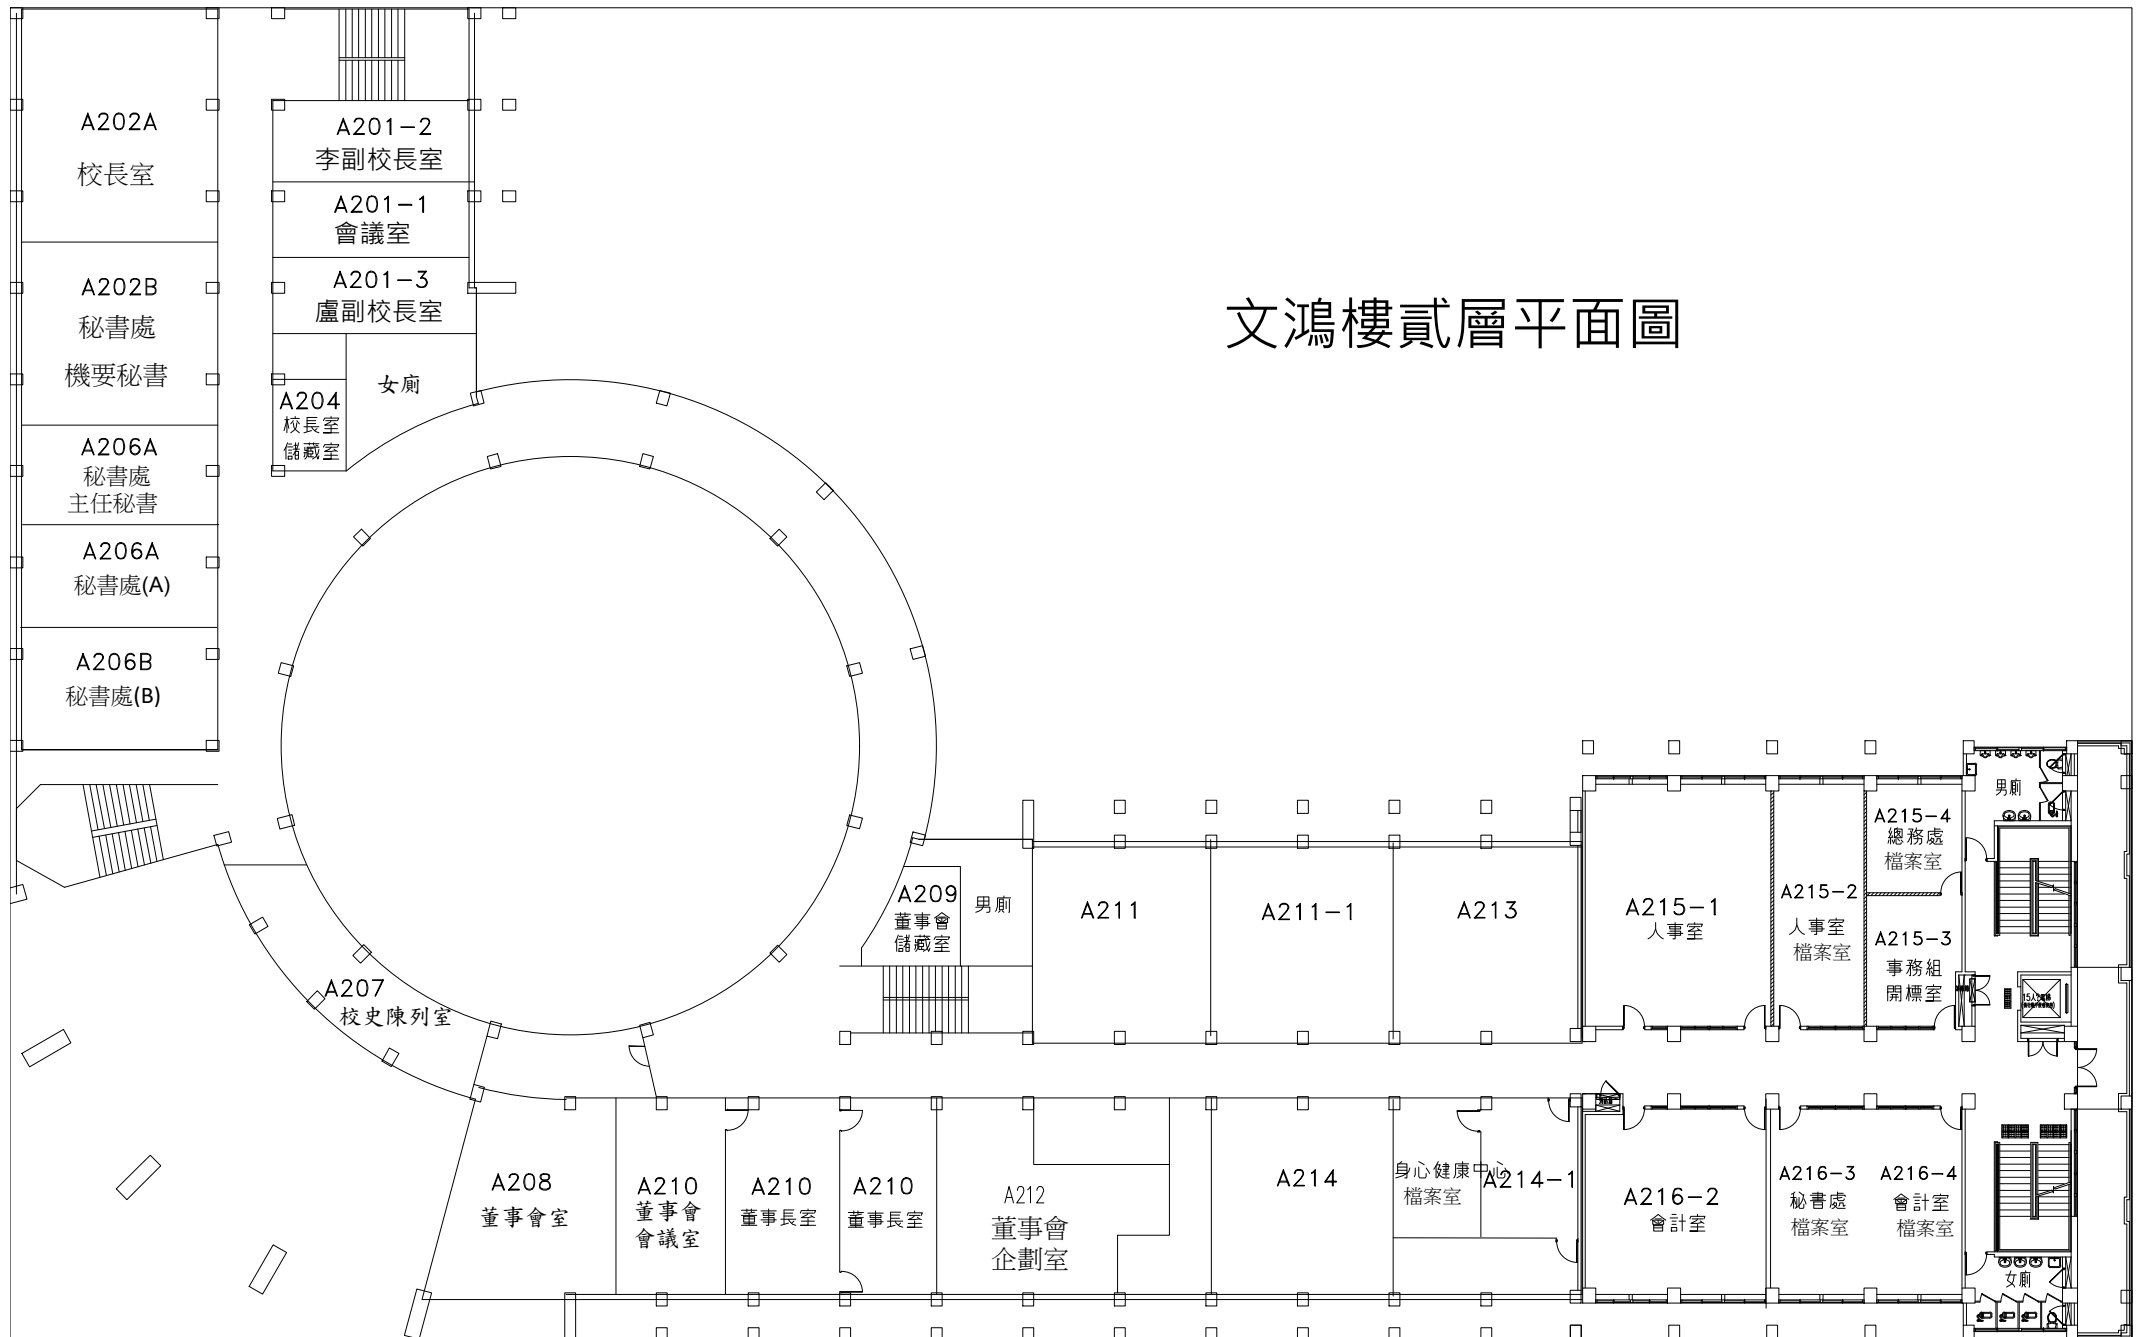 文鴻樓貳層平面圖
A202A
校長室
A202B
秘書處
機要秘書
A206A
秘書處
主任秘書
A206A
秘書處(A)
A206B
秘書處(B)
A201-2
李副校長室
A201-1
會議室
A201-3
盧副校長室
女廁
A204
校長室
儲藏室
A207
校史陳列室
A209
董事會
儲藏室
男廁
A211
A211-1
A213
A215-1
人事室
A215-2
人事室
檔案室
A215-4
總務處
檔案室
A215-3
事務組
開標室
男廁
A208
董事會室
A210
董事會
會議室
A210
董事長室
A210
董事長室
A212
董事會
企劃室
A214
身心健康中心
檔案室
A214-1
A216-2
會計室
A216-3
秘書處
檔案室
A216-4
會計室
檔案室
女廁